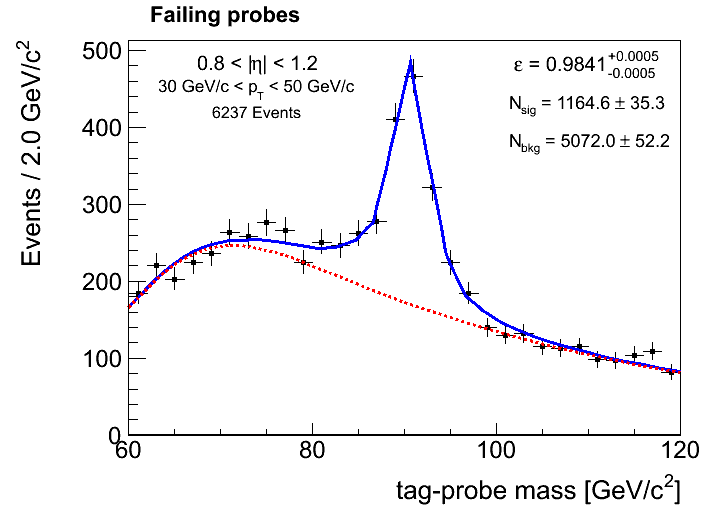 Failing probes
Events / 2.0 GeV/c²
500
400
300
200
100
0
0.8 < |η| < 1.2
30 GeV/c < p_T < 50 GeV/c
6237 Events
ε = 0.9841 +0.0005 -0.0005
N_sig = 1164.6 ± 35.3
N_bkg = 5072.0 ± 52.2
60 80 100 120
tag-probe mass [GeV/c²]